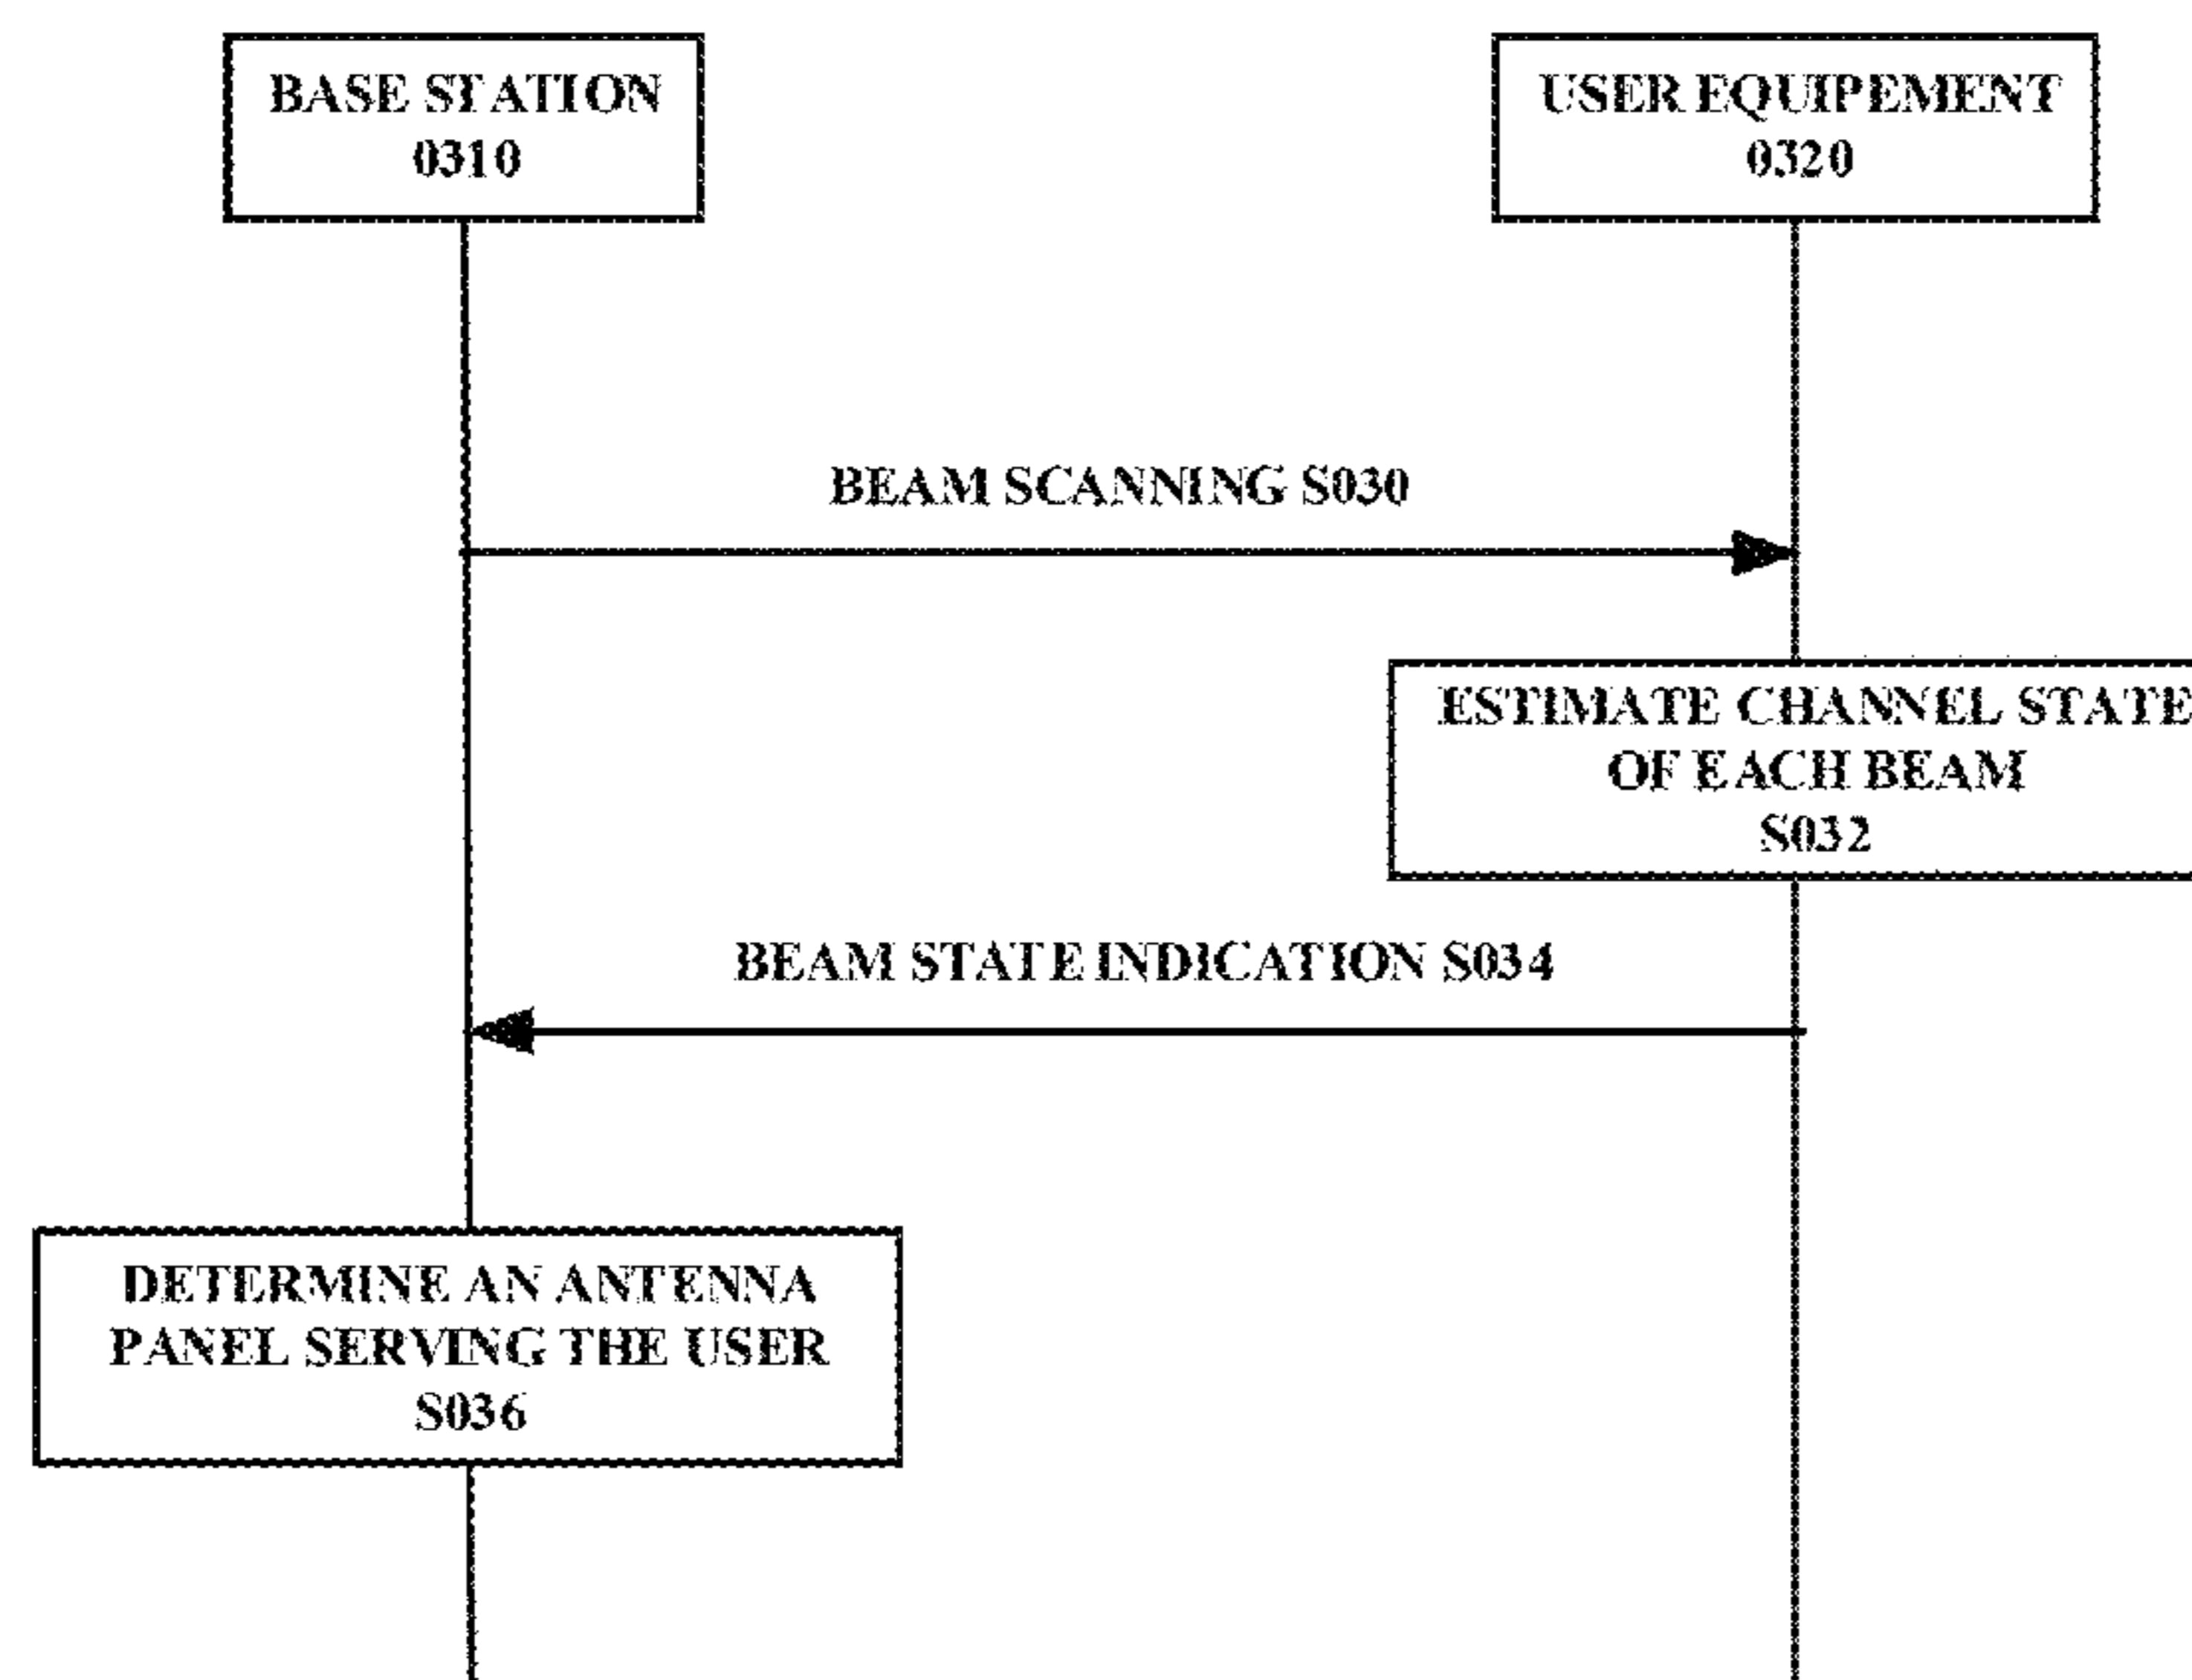 BASE STATION
0310
USER EQUIPEMENT
0320
BEAM SCANNING S030
ESTIMATE CHANNEL STATE
OF EACH BEAM
S032
BEAM STATE INDICATION S034
DETERMINE AN ANTENNA
PANEL SERVING THE USER
S036